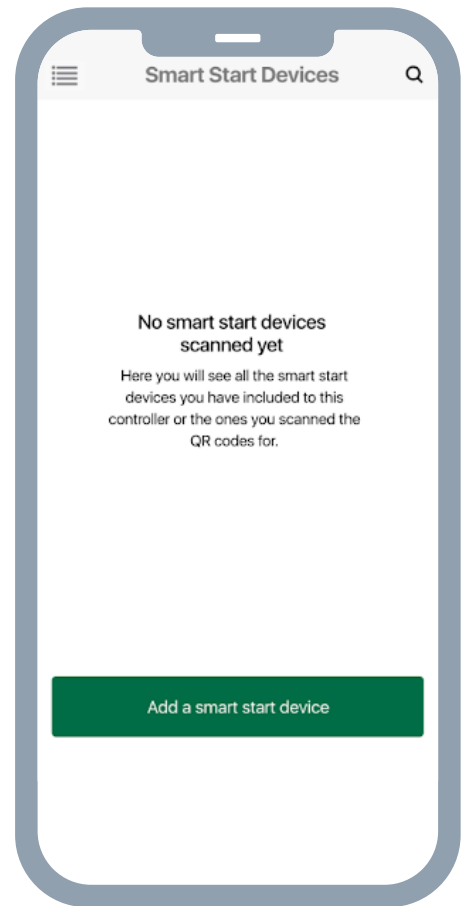 Smart Start Devices
No smart start devices
scanned yet
Here you will see all the smart start
devices you have included to this
controller or the ones you scanned the
QR codes for.
Add a smart start device